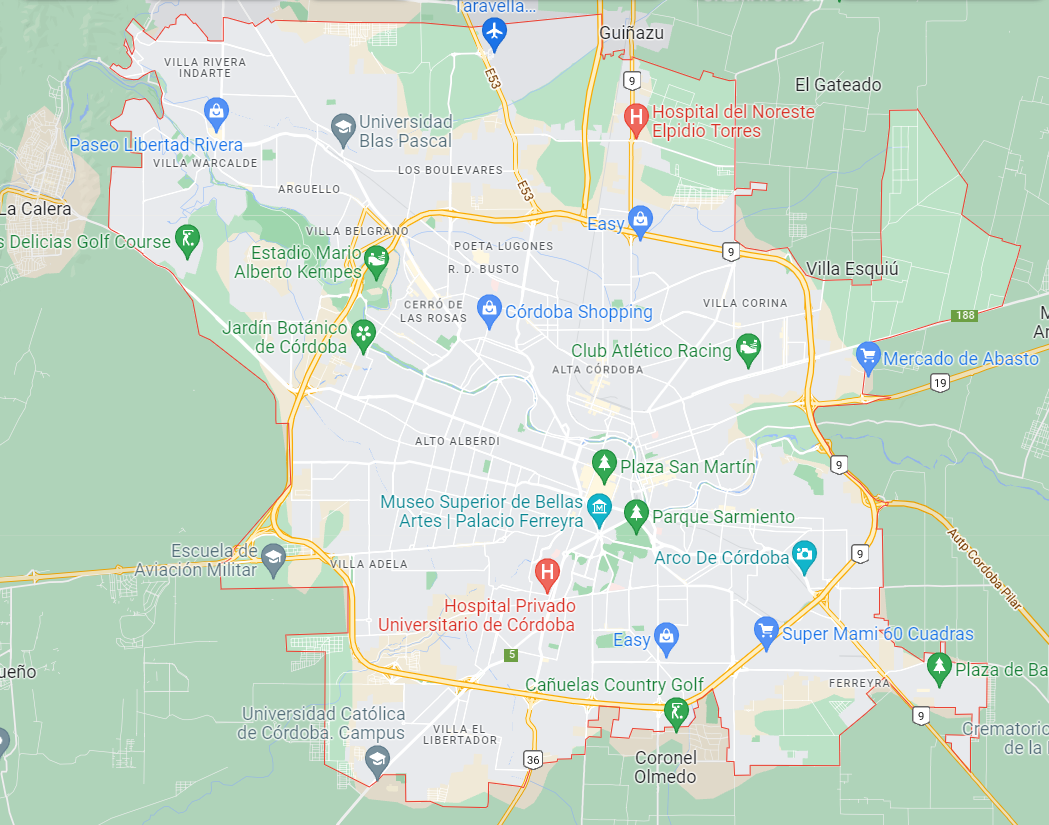 Taravella...
Guiñazu
VILLA RIVERA
INDARTE
E53
9
El Gateado
Hospital del Noreste
Elpidio Torres
Universidad
Blas Pascal
Paseo Libertad Rivera
VILLA WARCALDE
LOS BOULEVARES
ARGUELLO
E53
La Calera
Easy
VILLA BELGRANO
s Delicias Golf Course
POETA LUGONES
9
Estadio Mario
Alberto Kempes
R. D. BUSTO
Villa Esquiú
CERRÓ DE
LAS ROSAS
Córdoba Shopping
VILLA CORINA
188
M
Ar
Jardín Botánico
de Córdoba
Club Atlético Racing
Mercado de Abasto
ALTA CÓRDOBA
19
ALTO ALBERDI
Plaza San Martín
9
Museo Superior de Bellas
Artes | Palacio Ferreyra
Parque Sarmiento
Escuela de
Aviación Militar
VILLA ADELA
Arco De Córdoba
9
Autp Cordoba Pilar
Hospital Privado
Universitario de Córdoba
Easy
Super Mami 60 Cuadras
5
ueño
Plaza de Ba
Cañuelas Country Golf
FERREYRA
Universidad Católica
de Córdoba. Campus
9
VILLA EL
LIBERTADOR
Crematorio
de la
36
Coronel
Olmedo